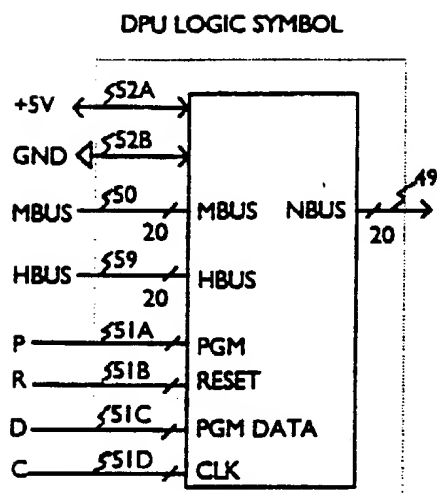 DPU LOGIC SYMBOL
+5V 52A
GND 52B
MBUS 50 MBUS NBUS 49
20 20
HBUS 59 HBUS
20
P 51A PGM
R 51B RESET
D 51C PGM DATA
C 51D CLK